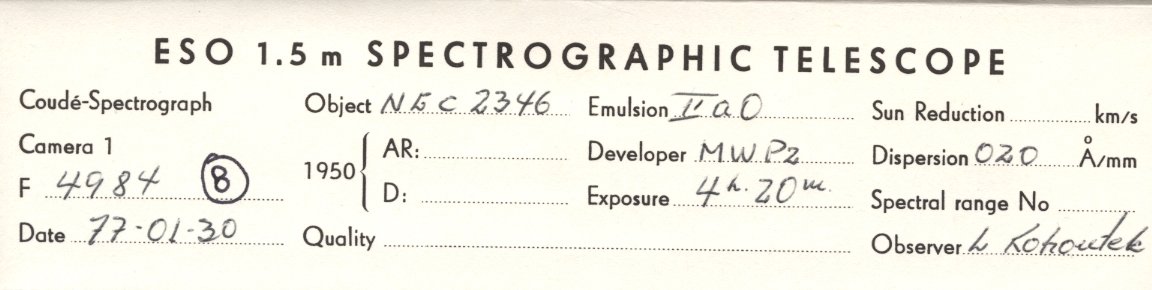 ESO 1.5 m SPECTROGRAPHIC TELESCOPE
Coudé-Spectrograph Object NGC 2346 Emulsion IIaO Sun Reduction km/s
Camera 1 1950 AR: Developer MWP2 Dispersion 020 Å/mm
F 4984 B D: Exposure 4h. 20m. Spectral range No
Date 77-01-30 Quality Observer L Kohoutek